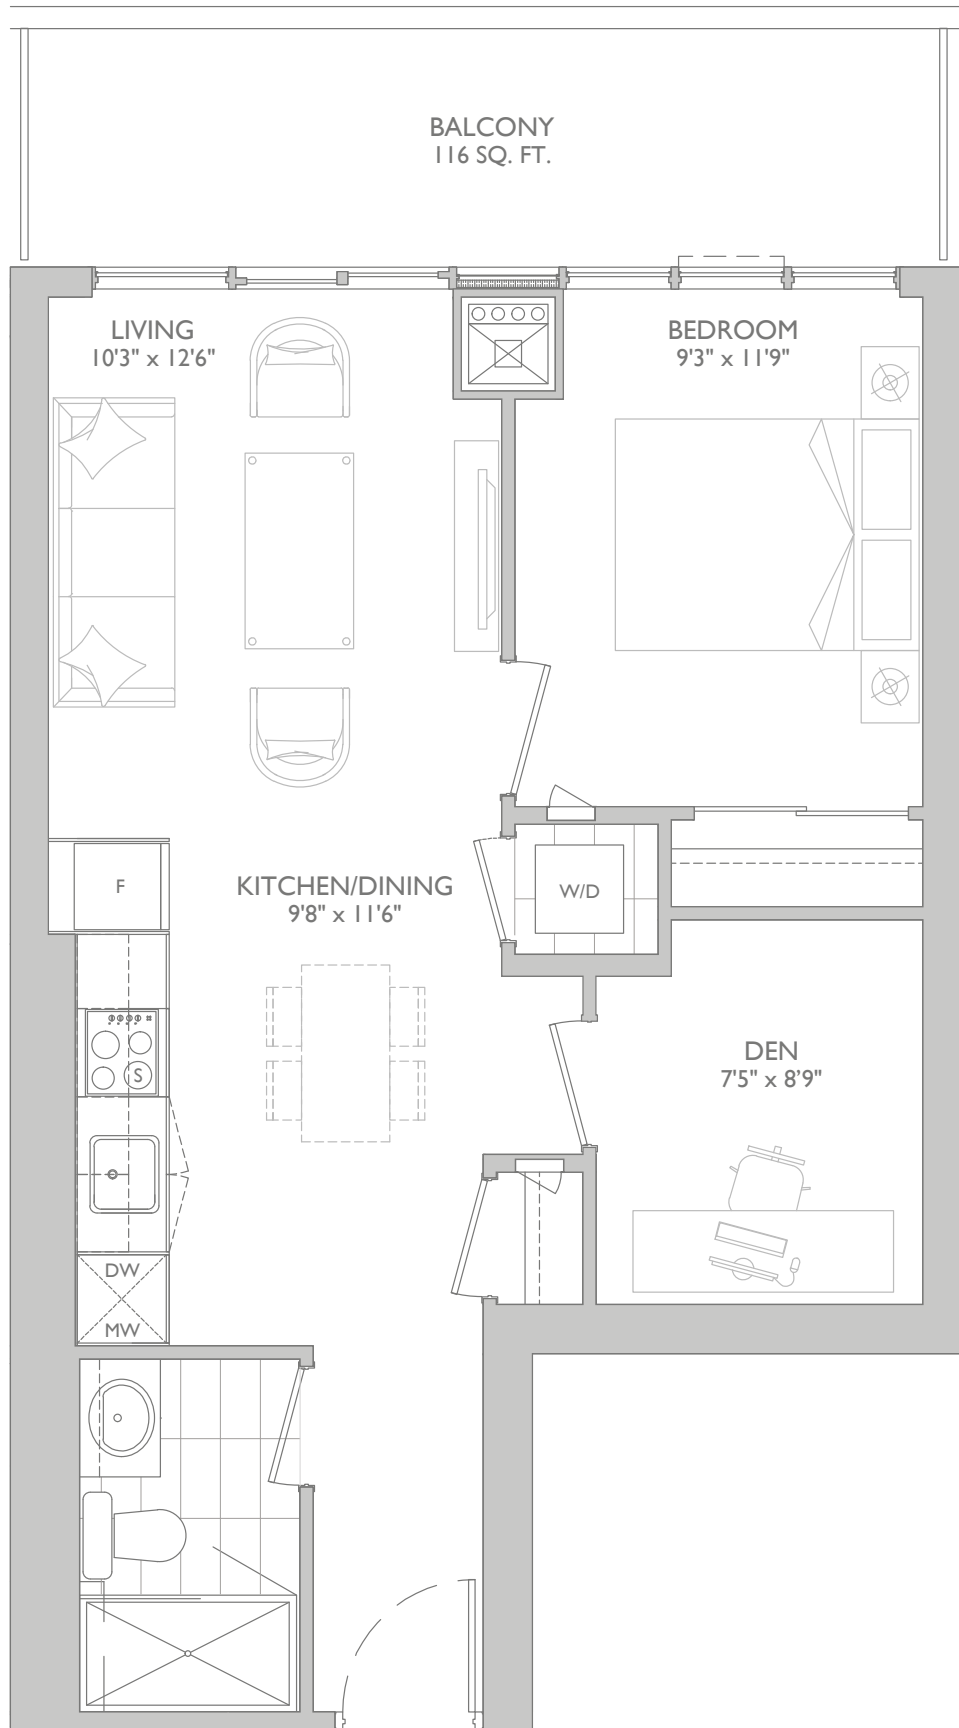 BALCONY
116 SQ. FT.
LIVING
10'3" x 12'6"
BEDROOM
9'3" x 11'9"
F
KITCHEN/DINING
9'8" x 11'6"
W/D
DEN
7'5" x 8’9"
S
DW
MW